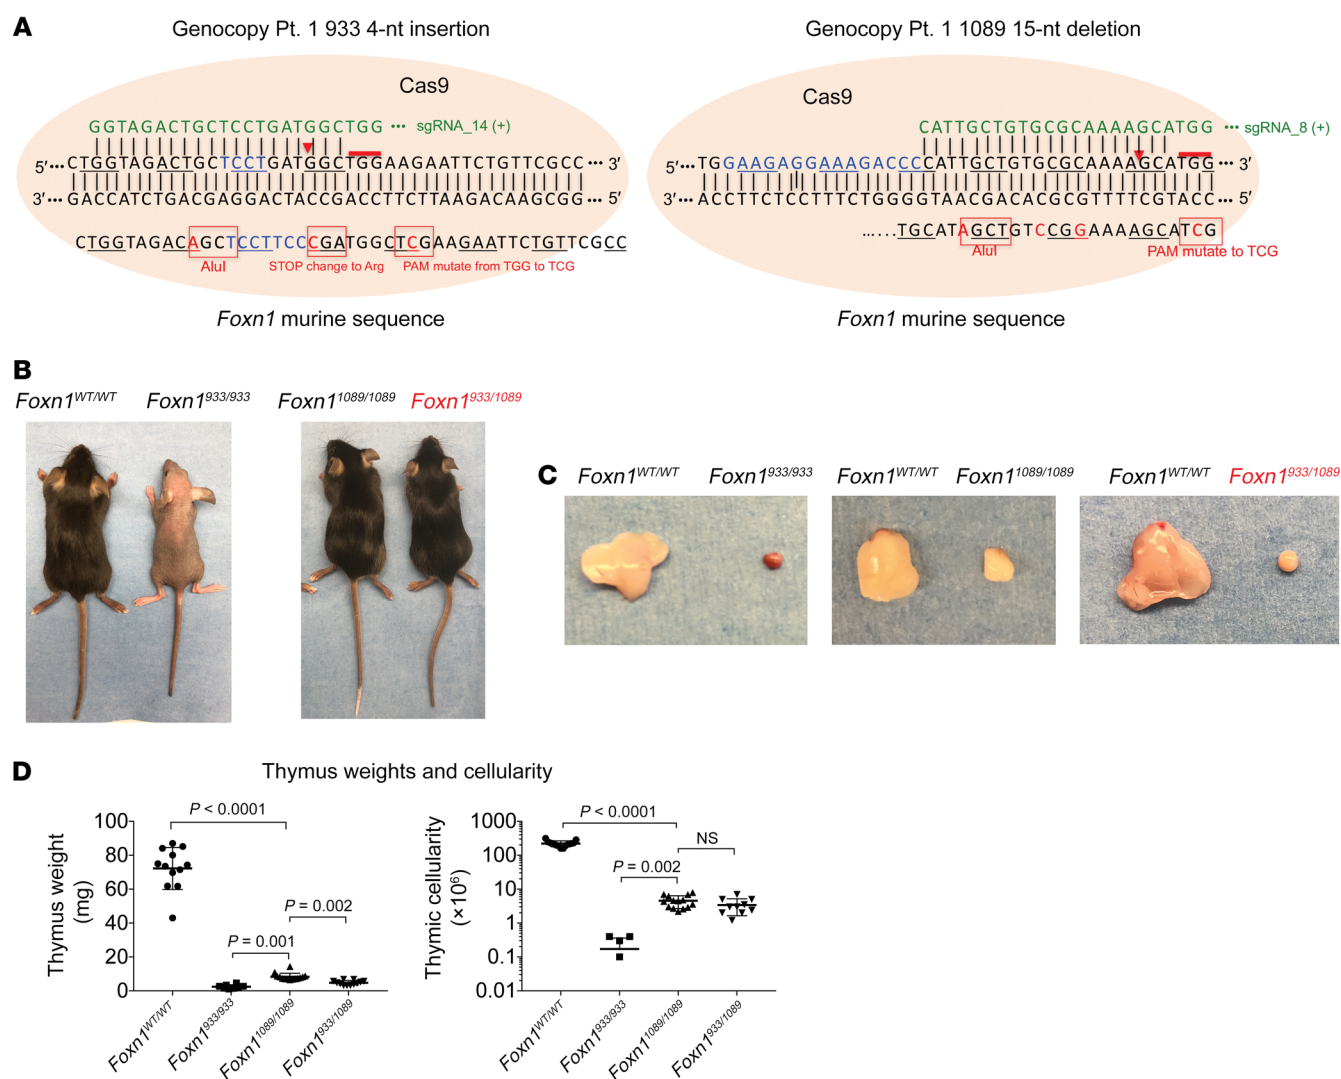 A
Genocopy Pt. 1 933 4-nt insertion
Cas9
GGTAGACTGCTCCTGATGGCTGG ··· sgRNA_14 (+)
5′···CTGGTAGACTGCTCCTGATGGCTGGAAGAATTCTGTTCGCC··· 3′
3′···GACCATCTGACGAGGACTACCGACCTTCTTAAGACAAGCGG··· 5′
CTGGTAGACAGCTCCTTCCCGATGGCTCGAAGAATTCTGTTCGCC
AluI
STOP change to Arg
PAM mutate from TGG to TCG
Foxn1 murine sequence
Genocopy Pt. 1 1089 15-nt deletion
Cas9
CATTGCTGTGCGCAAAAGCATGG ··· sgRNA_8 (+)
5′··· TGGAAGAGGAAAGACCCCATTGCTGTGCGCAAAAGCATGG ··· 3′
3′···ACCTTCTCCTTTCTGGGGTAACGACACGCGTTTTCGTACC ··· 5′
......TGCATAGCTGTCCGGAAAAGCATCG
AluI
PAM mutate to TCG
Foxn1 murine sequence
B
Foxn1WT/WT
Foxn1933/933
Foxn11089/1089
Foxn1933/1089
C
Foxn1WT/WT
Foxn1933/933
Foxn1WT/WT
Foxn11089/1089
Foxn1WT/WT
Foxn1933/1089
D
Thymus weights and cellularity
Thymus weight
(mg)
100
80
60
40
20
0
P < 0.0001
P = 0.002
P = 0.001
Foxn1WT/WT
Foxn1933/933
Foxn11089/1089
Foxn1933/1089
Thymic cellularity
(×106)
1000
100
10
1
0.1
0.01
P < 0.0001
NS
P = 0.002
Foxn1WT/WT
Foxn1933/933
Foxn11089/1089
Foxn1933/1089